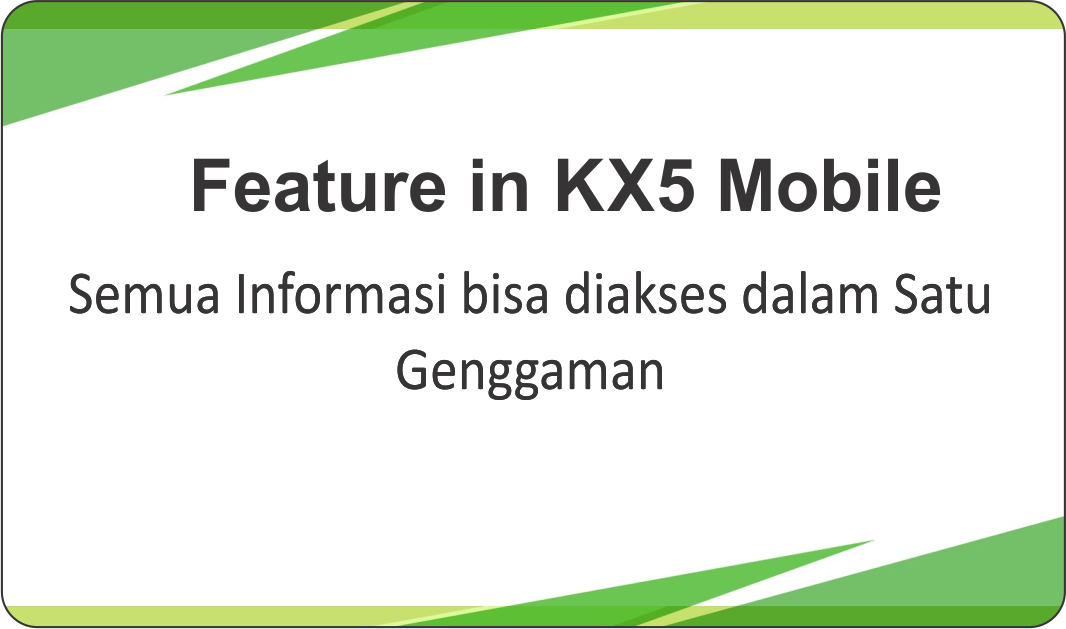 Feature in KX5 Mobile
Semua Informasi bisa diakses dalam Satu
Genggaman